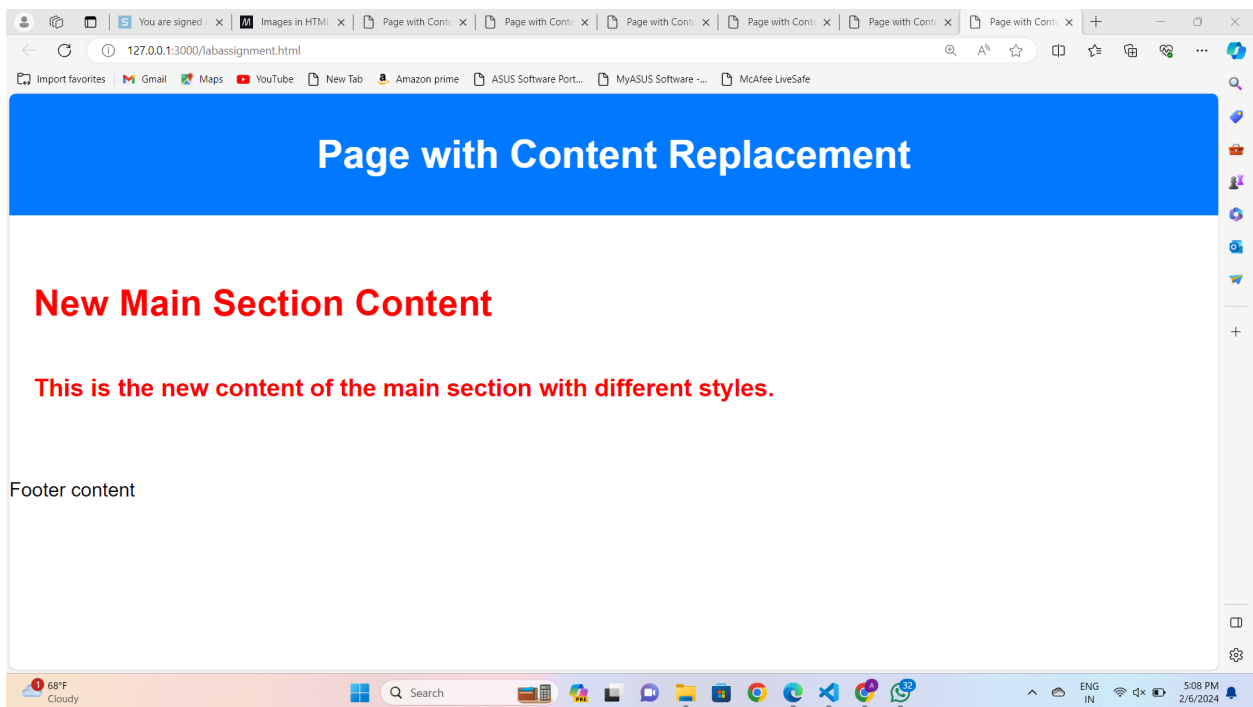 You are signed i
Images in HTML
Page with Conte
Page with Conte
Page with Conte
Page with Conte
Page with Conte
Page with Conte
127.0.0.1:3000/labassignment.html
Import favorites
Gmail
Maps
YouTube
New Tab
Amazon prime
ASUS Software Port...
MyASUS Software -...
McAfee LiveSafe
Page with Content Replacement
New Main Section Content
This is the new content of the main section with different styles.
Footer content
1
68°F
Cloudy
Search
PRE
32
ENG
IN
5:08 PM
2/6/2024